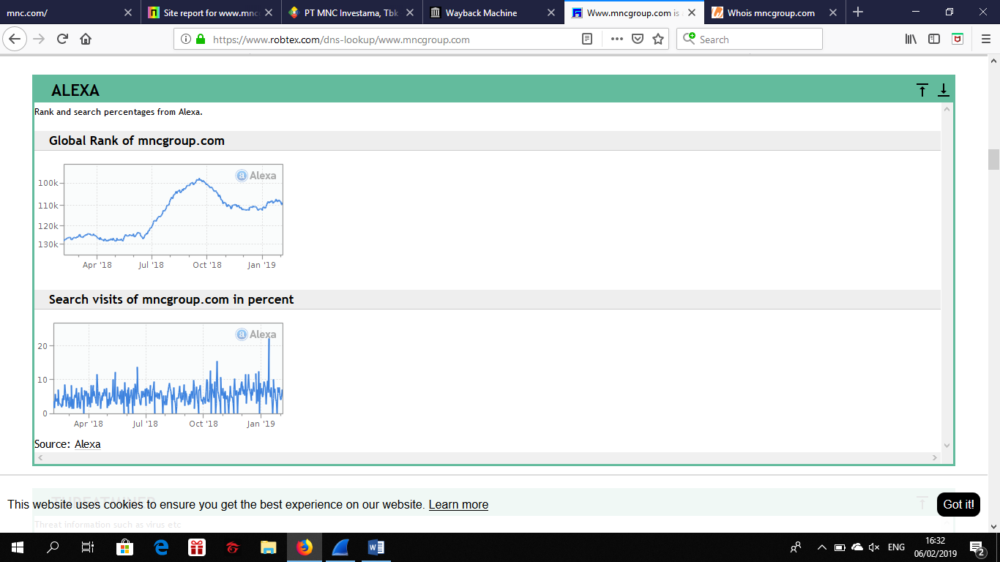 mnc.com/
Site report for www.mnc
PT MNC Investama, Tbk
Wayback Machine
Www.mncgroup.com is
Whois mncgroup.com
https://www.robtex.com/dns-lookup/www.mncgroup.com
Search
ALEXA
Rank and search percentages from Alexa.
Global Rank of mncgroup.com
a Alexa
100k
110k
120k
130k
Apr '18 Jul '18 Oct '18 Jan '19
Search visits of mncgroup.com in percent
a Alexa
20
10
0
Apr '18 Jul '18 Oct '18 Jan '19
Source: Alexa
THREATMINER
This website uses cookies to ensure you get the best experience on our website. Learn more
Got it!
Threat information such as virus etc
ENG
16:32
06/02/2019
2